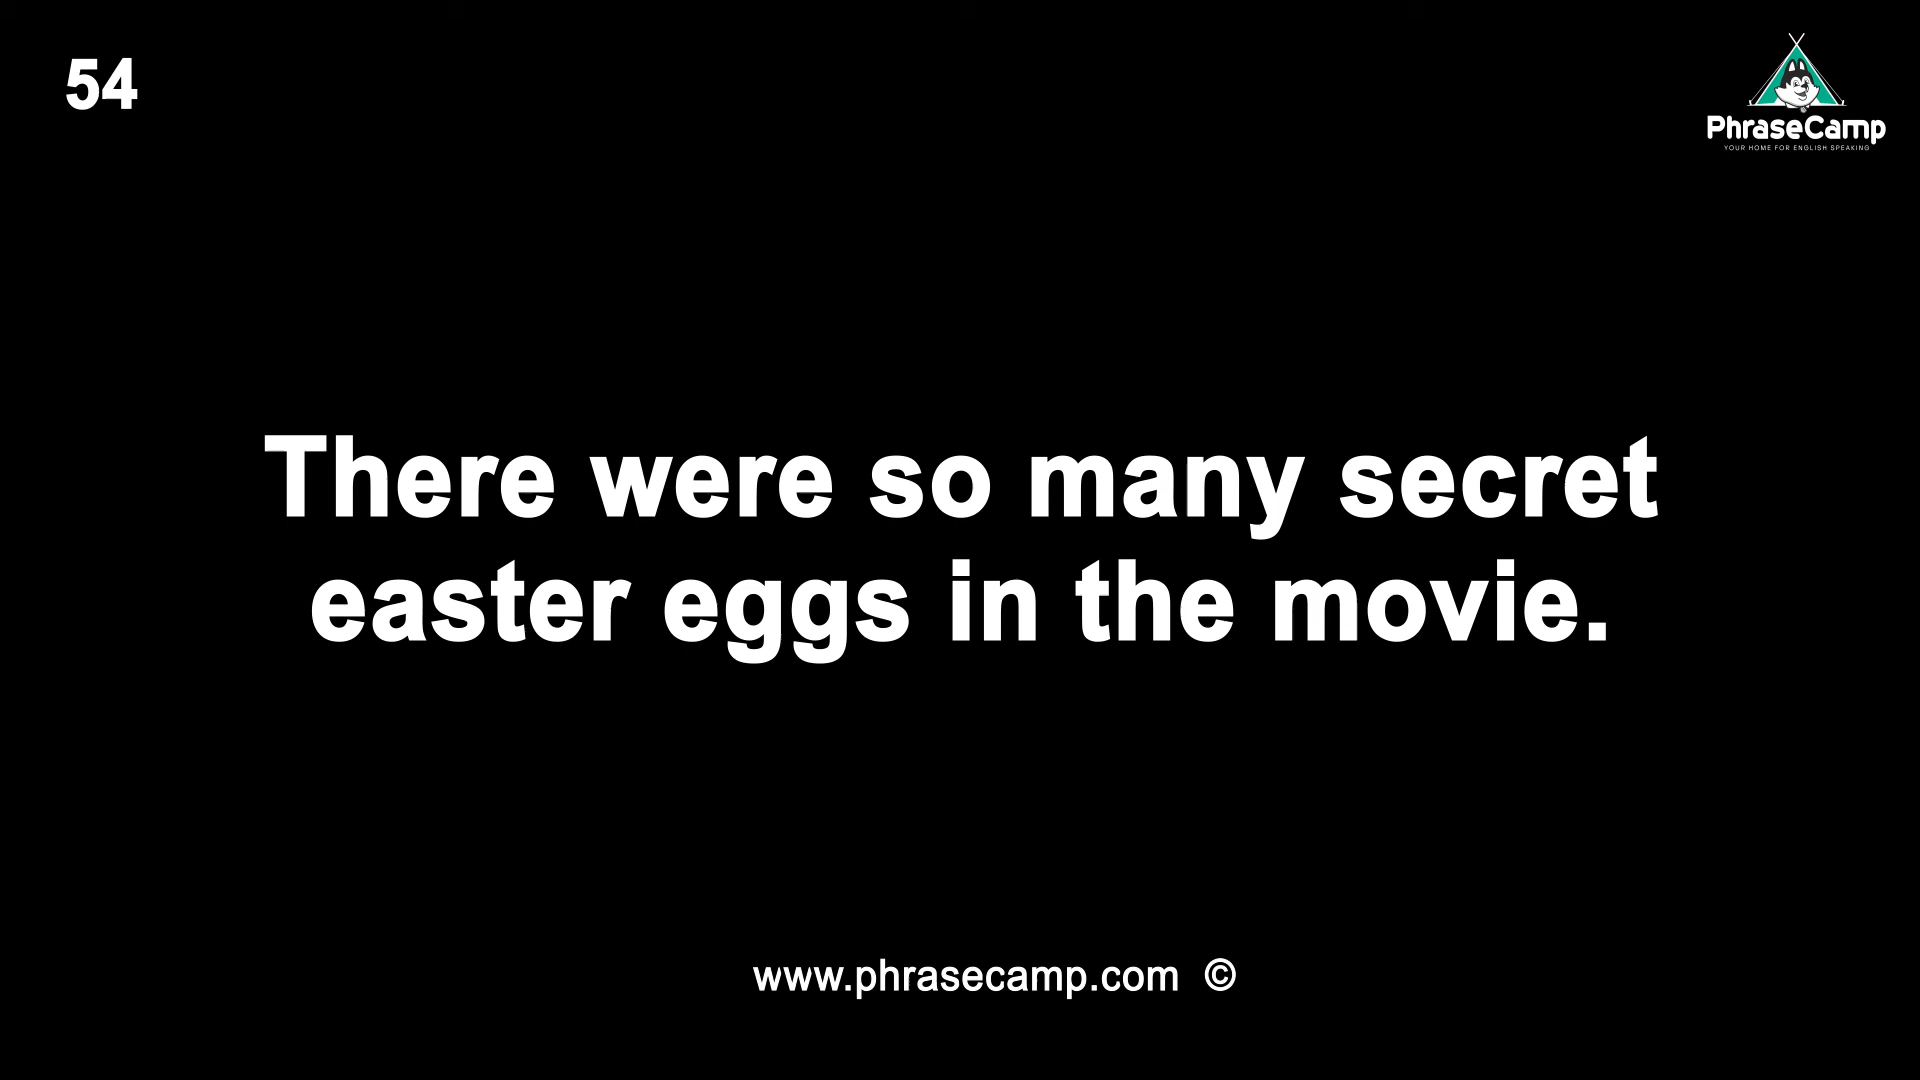 54
PhraseCamp
YOUR HOME FOR ENGLISH SPEAKING
There were so many secret
easter eggs in the movie.
www.phrasecamp.com ©